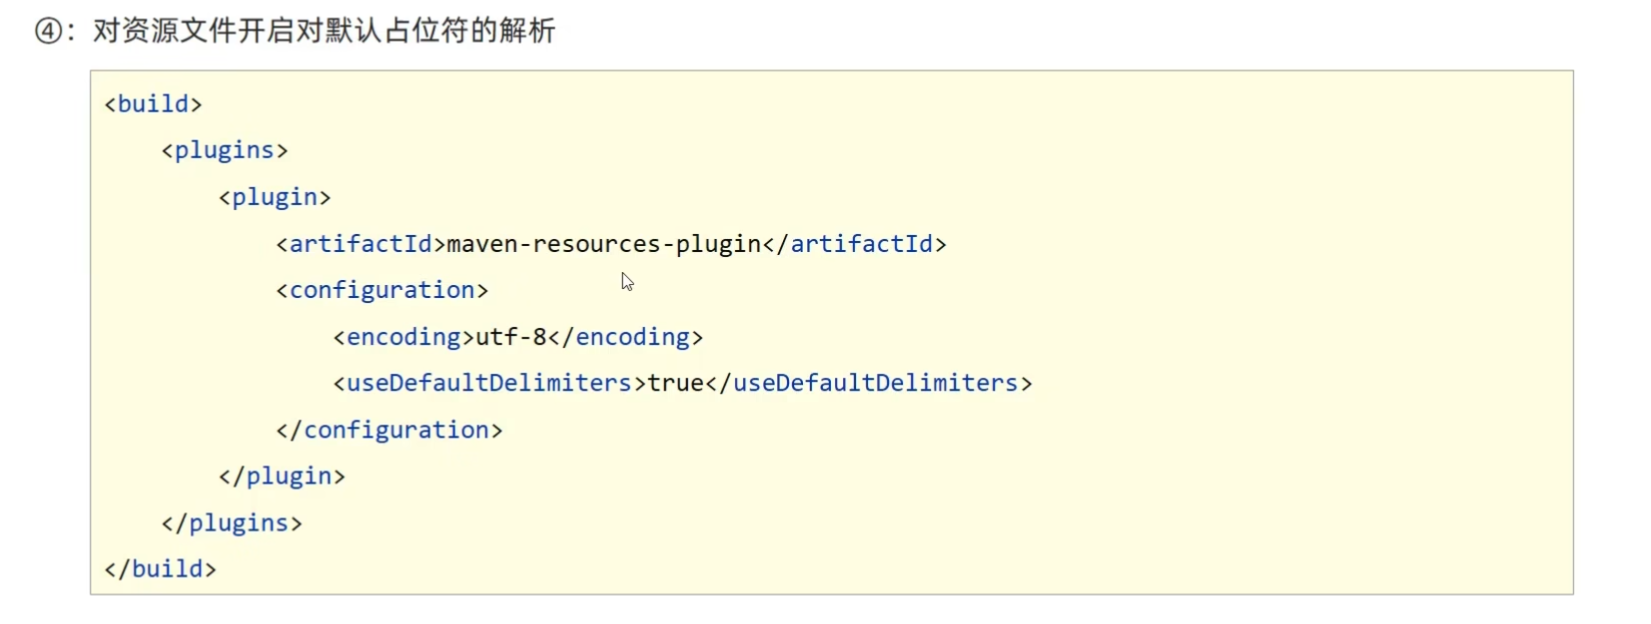 ④：对资源文件开启对默认占位符的解析
<build>
    <plugins>
        <plugin>
            <artifactId>maven-resources-plugin</artifactId>
            <configuration>
                <encoding>utf-8</encoding>
                <useDefaultDelimiters>true</useDefaultDelimiters>
            </configuration>
        </plugin>
    </plugins>
</build>